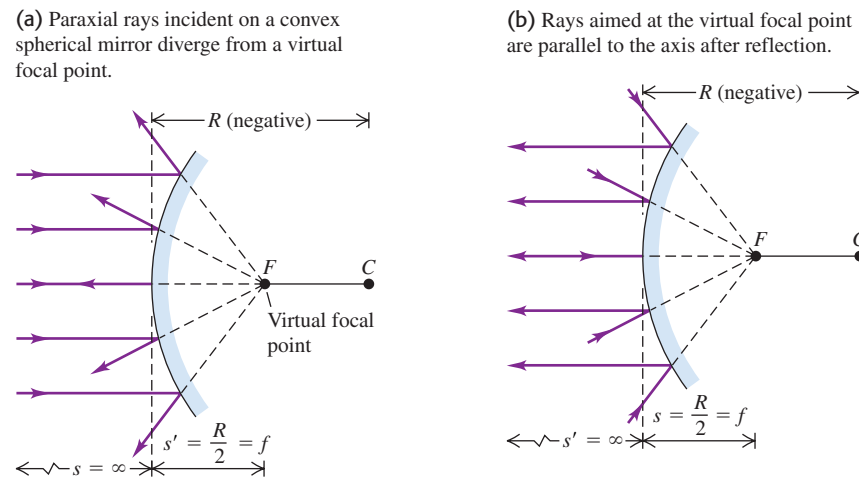 (a) Paraxial rays incident on a convex
spherical mirror diverge from a virtual
focal point.
R (negative)
F
C
Virtual focal
point
s′ = R/2 = f
s = ∞
(b) Rays aimed at the virtual focal point
are parallel to the axis after reflection.
R (negative)
F
C
s = R/2 = f
s′ = ∞